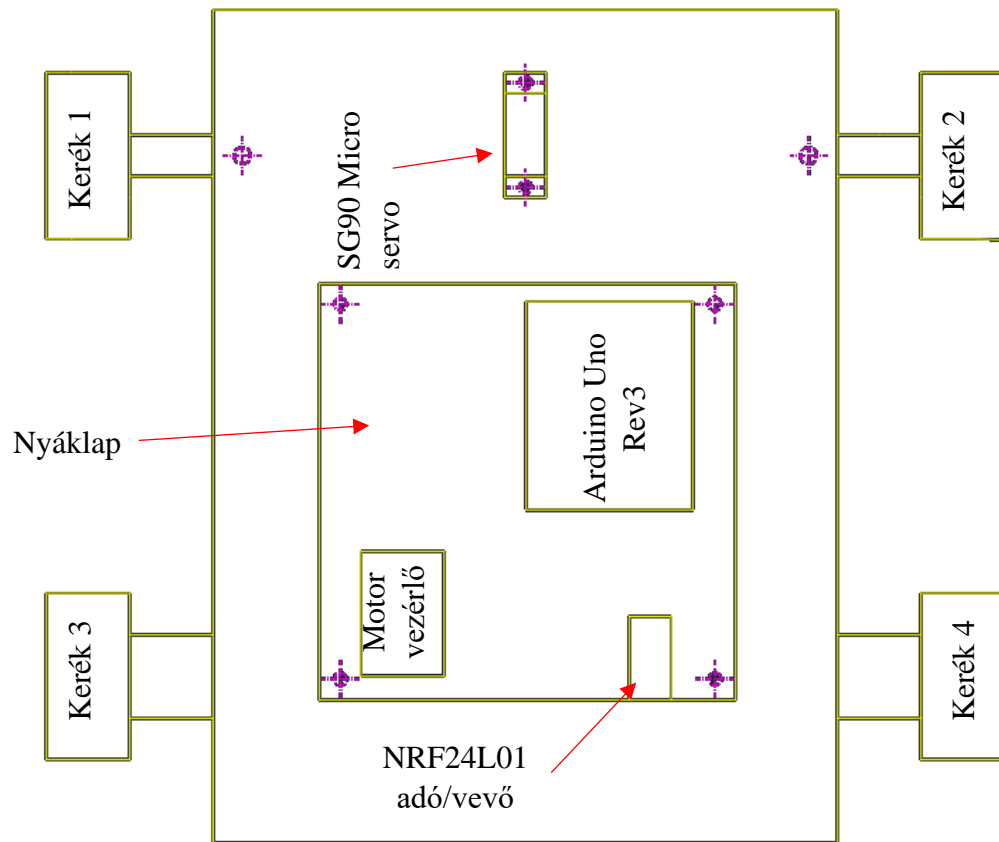 Kerék 1
SG90 Micro
servo
Kerék 2
Nyáklap
Arduino Uno
Rev3
Motor
vezérlő
Kerék 3
Kerék 4
NRF24L01
adó/vevő